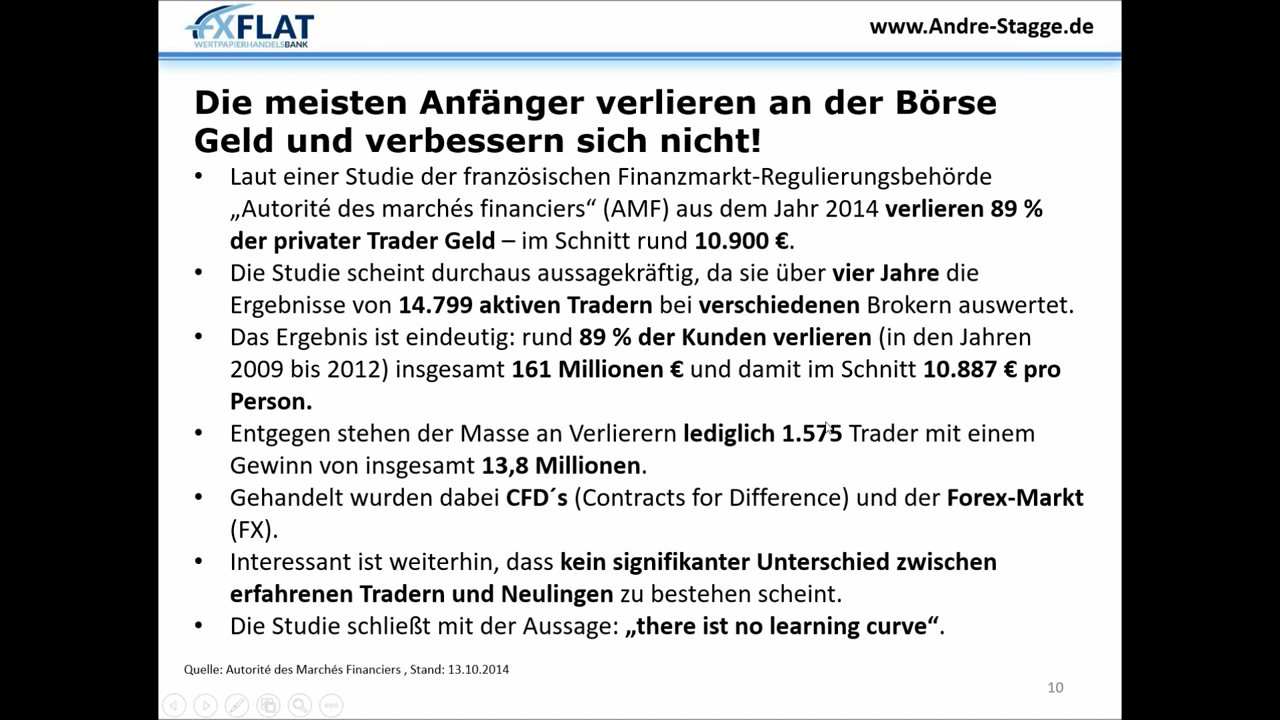 FXFLAT
WERTPAPIERHANDELSBANK
www.Andre-Stagge.de
Die meisten Anfänger verlieren an der Börse
Geld und verbessern sich nicht!
• Laut einer Studie der französischen Finanzmarkt-Regulierungsbehörde
„Autorité des marchés financiers“ (AMF) aus dem Jahr 2014 verlieren 89 %
der privater Trader Geld – im Schnitt rund 10.900 €.
• Die Studie scheint durchaus aussagekräftig, da sie über vier Jahre die
Ergebnisse von 14.799 aktiven Tradern bei verschiedenen Brokern auswertet.
• Das Ergebnis ist eindeutig: rund 89 % der Kunden verlieren (in den Jahren
2009 bis 2012) insgesamt 161 Millionen € und damit im Schnitt 10.887 € pro
Person.
• Entgegen stehen der Masse an Verlierern lediglich 1.575 Trader mit einem
Gewinn von insgesamt 13,8 Millionen.
• Gehandelt wurden dabei CFD´s (Contracts for Difference) und der Forex-Markt
(FX).
• Interessant ist weiterhin, dass kein signifikanter Unterschied zwischen
erfahrenen Tradern und Neulingen zu bestehen scheint.
• Die Studie schließt mit der Aussage: „there ist no learning curve“.
Quelle: Autorité des Marchés Financiers , Stand: 13.10.2014
10